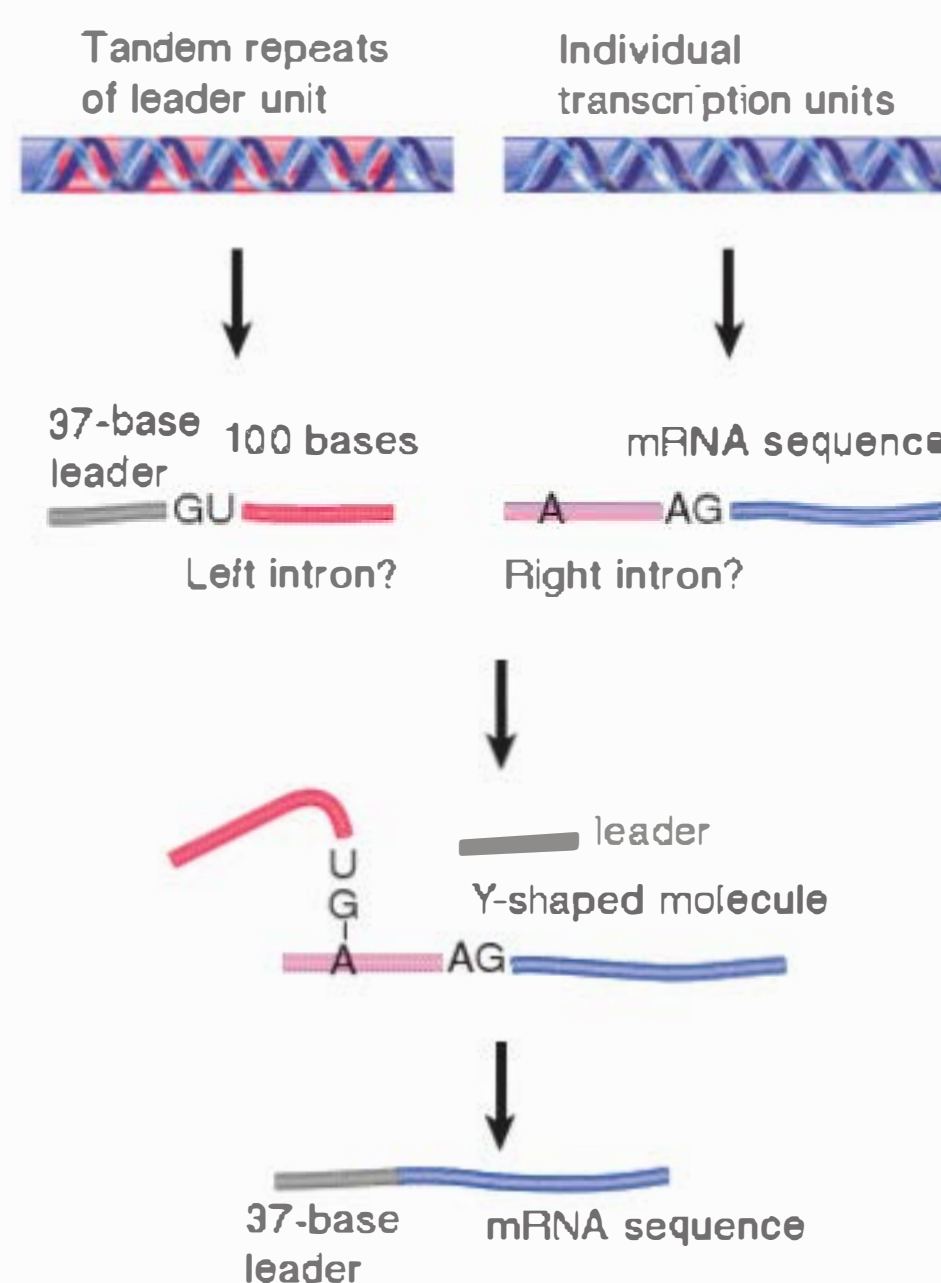 Tandem repeats
of leader unit
Individual
transcription units
37-base
leader
100 bases
mRNA sequence
GU
A
AG
Left intron?
Right intron?
leader
U
G
A
Y-shaped molecule
AG
37-base
leader
mRNA sequence